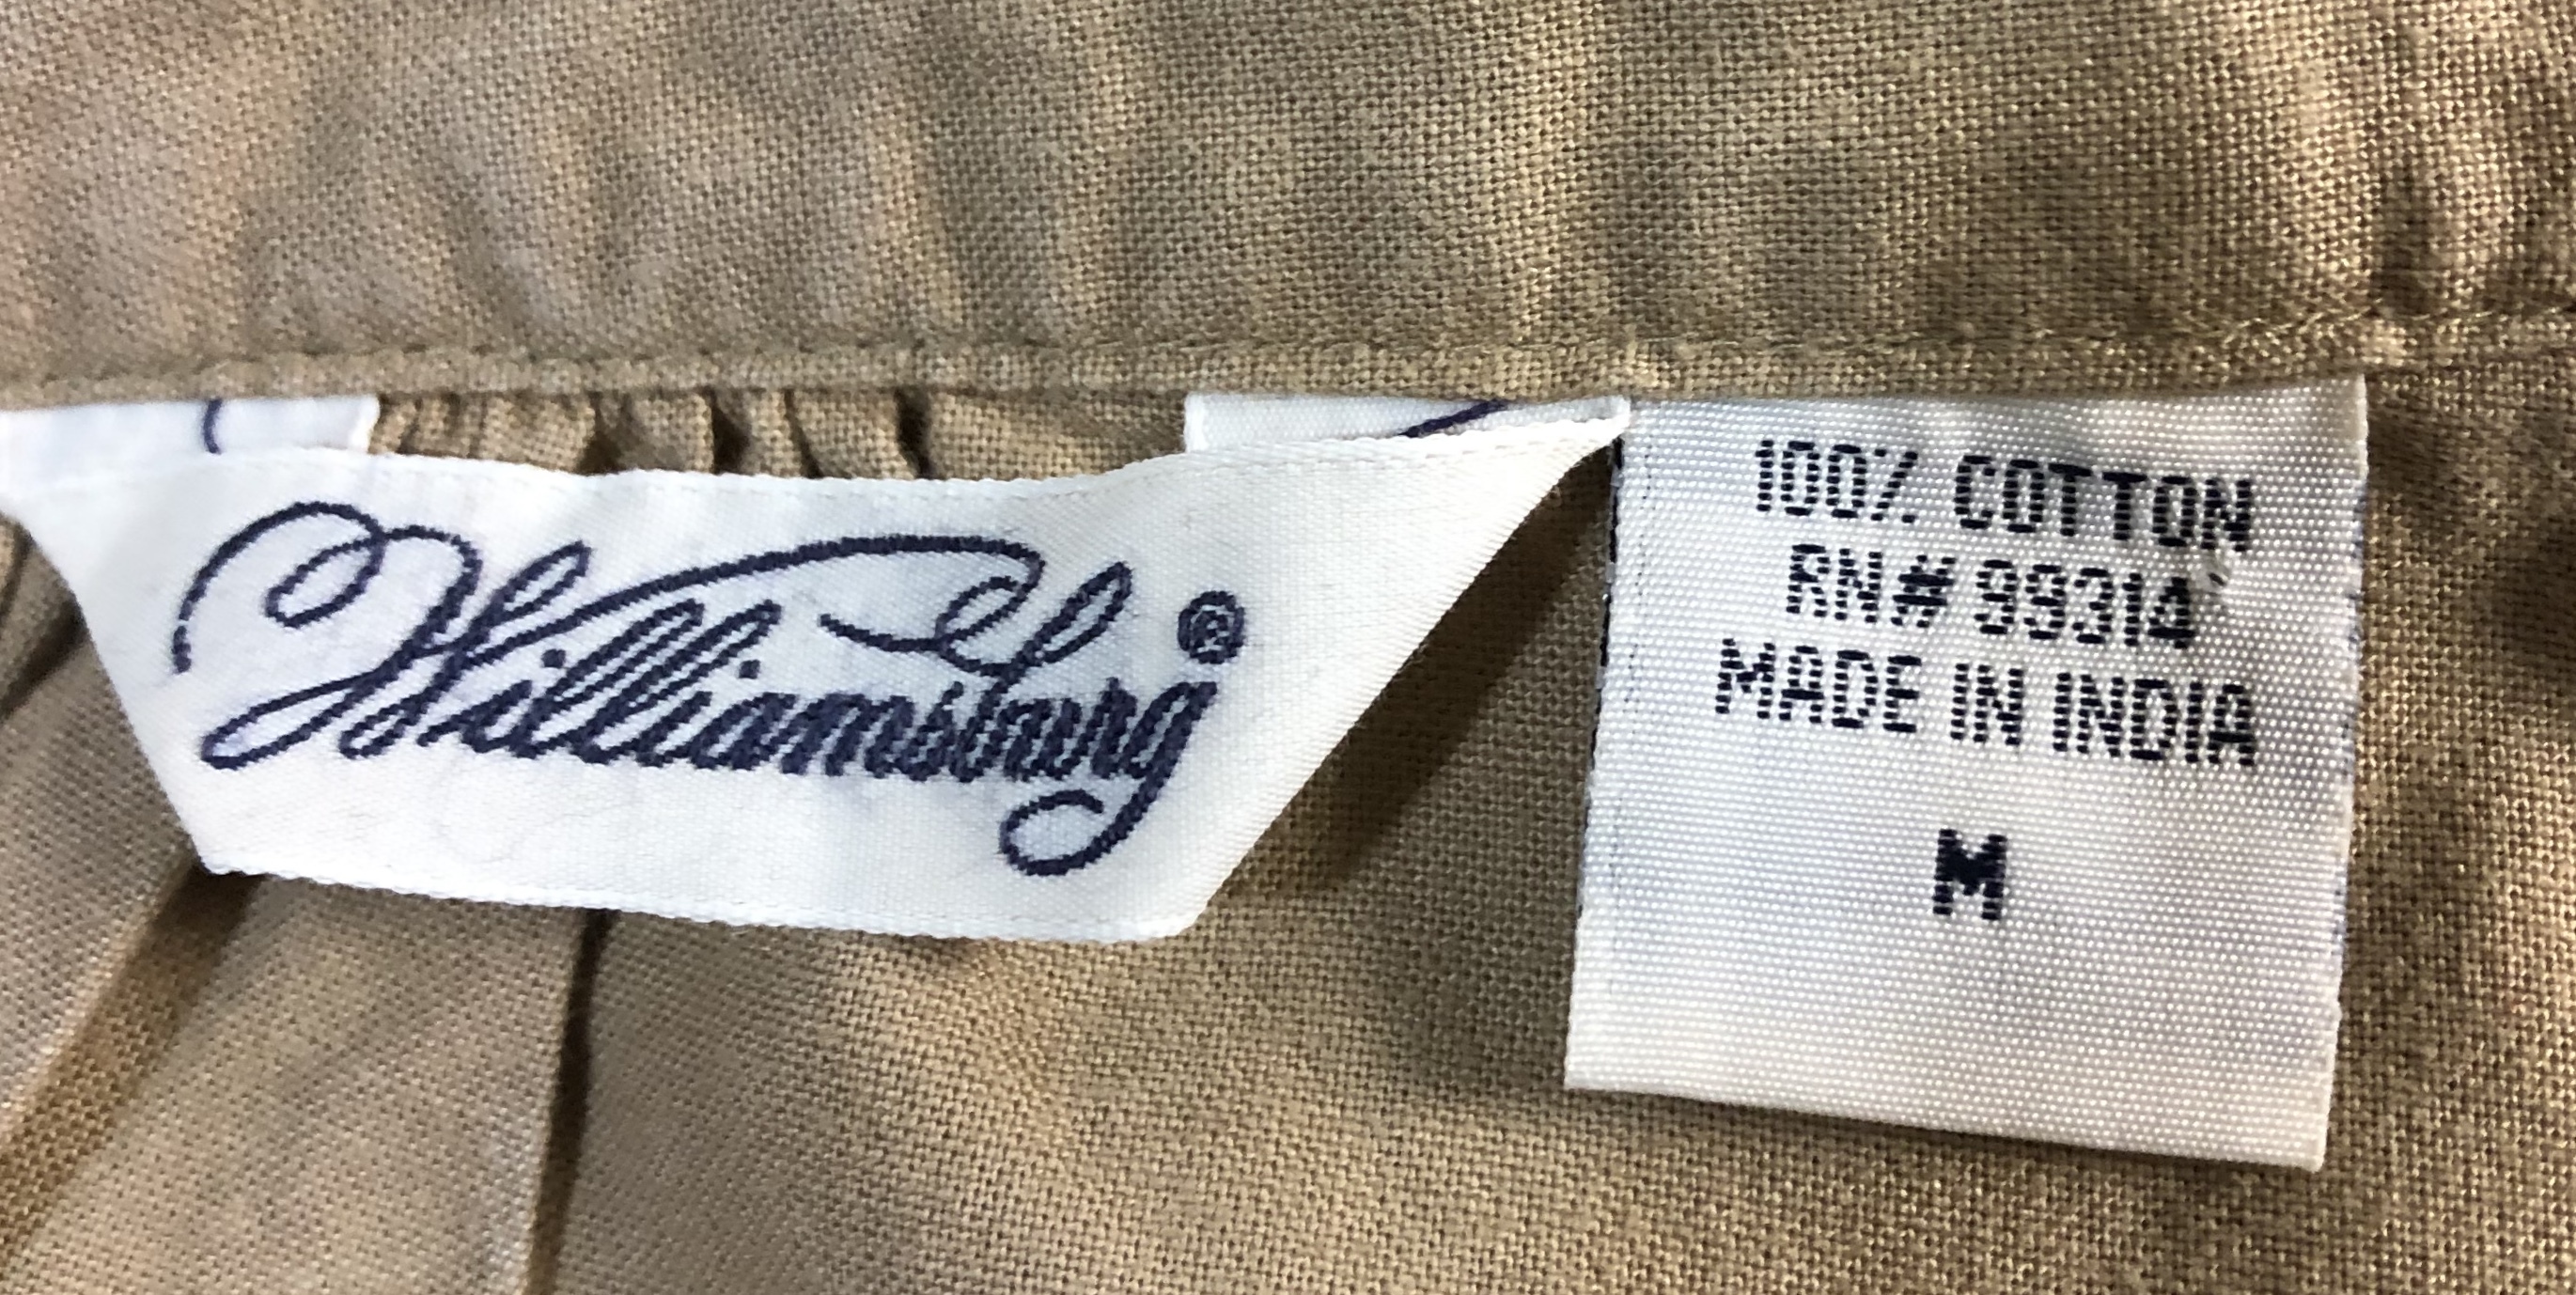 Williamsburg®
100% COTTON
RN# 99314
MADE IN INDIA
M